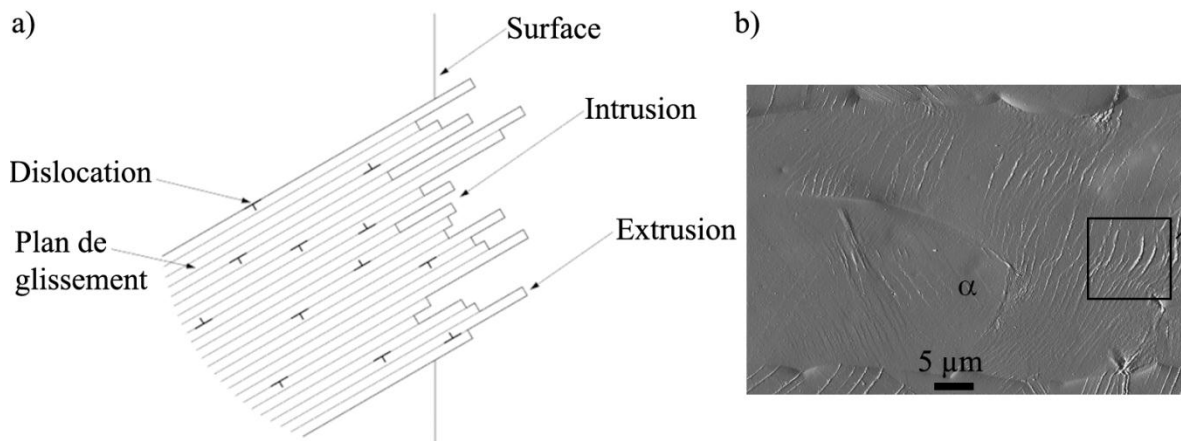 a)
Surface
Intrusion
Dislocation
Plan de
glissement
Extrusion
b)
α
5 µm